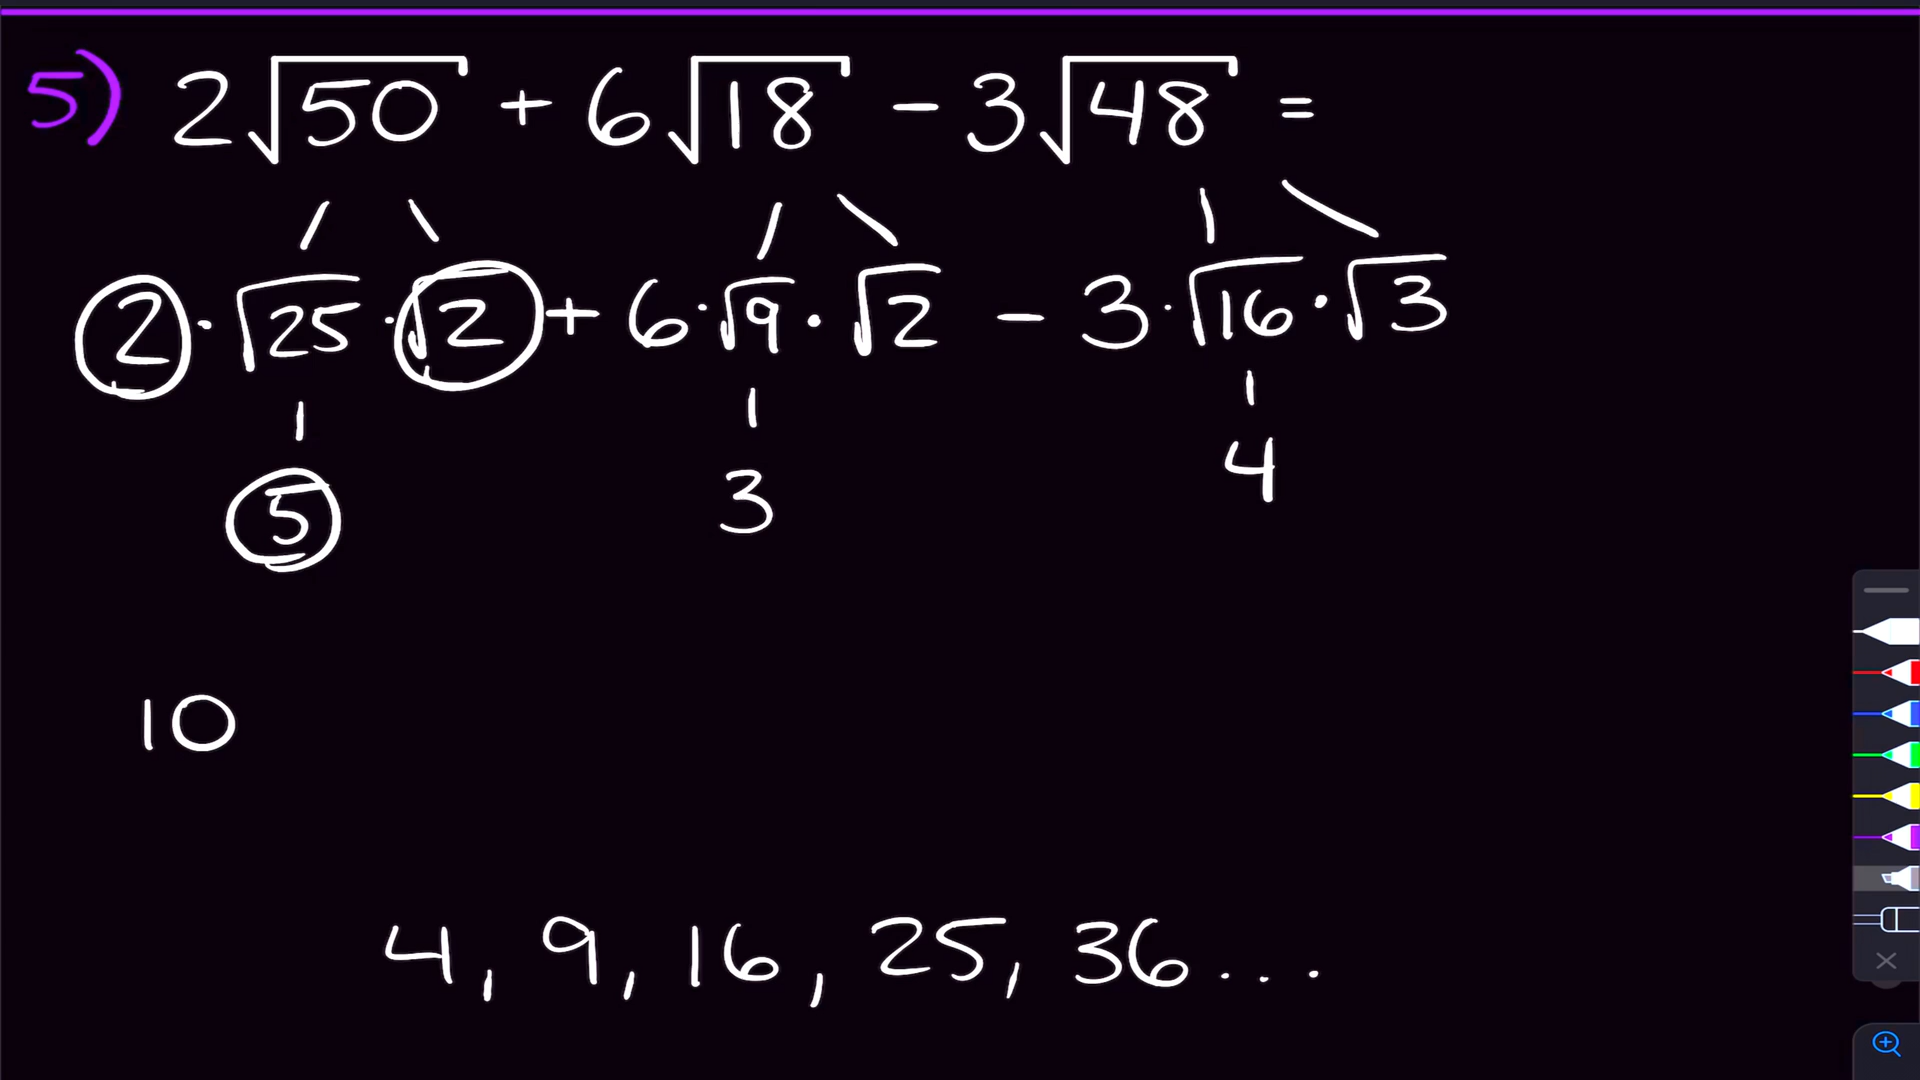 5) 2√50 + 6√18 - 3√48 =
2 · √25 · √2 + 6 · √9 · √2 - 3 · √16 · √3
5 3 4
10
4, 9, 16, 25, 36...